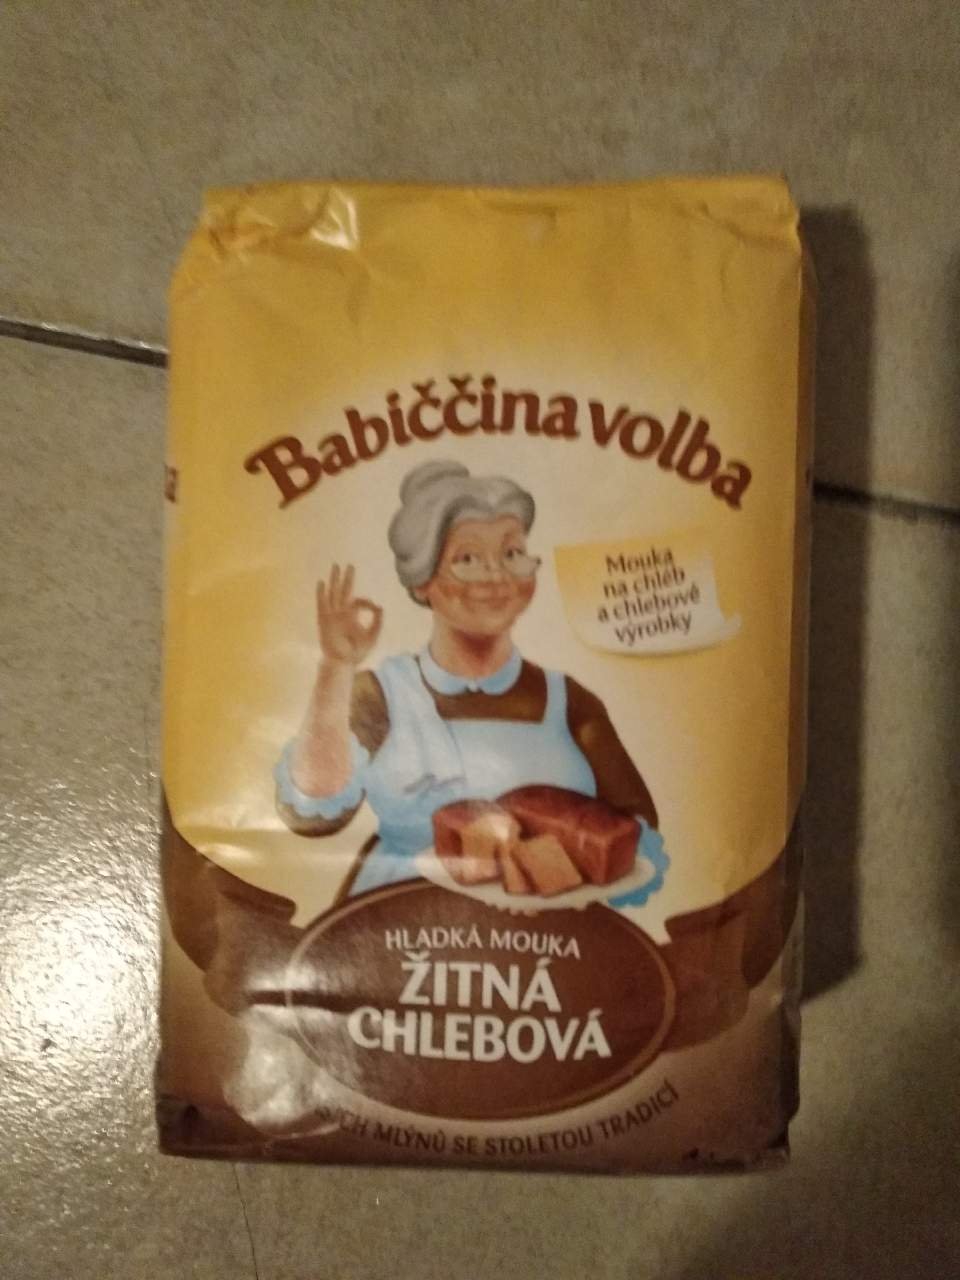 Babiččina volba
Mouka
na chléb
a chlebové
výrobky
HLADKÁ MOUKA
ŽITNÁ
CHLEBOVÁ
MLÝNŮ SE STOLETOU TRADICÍ